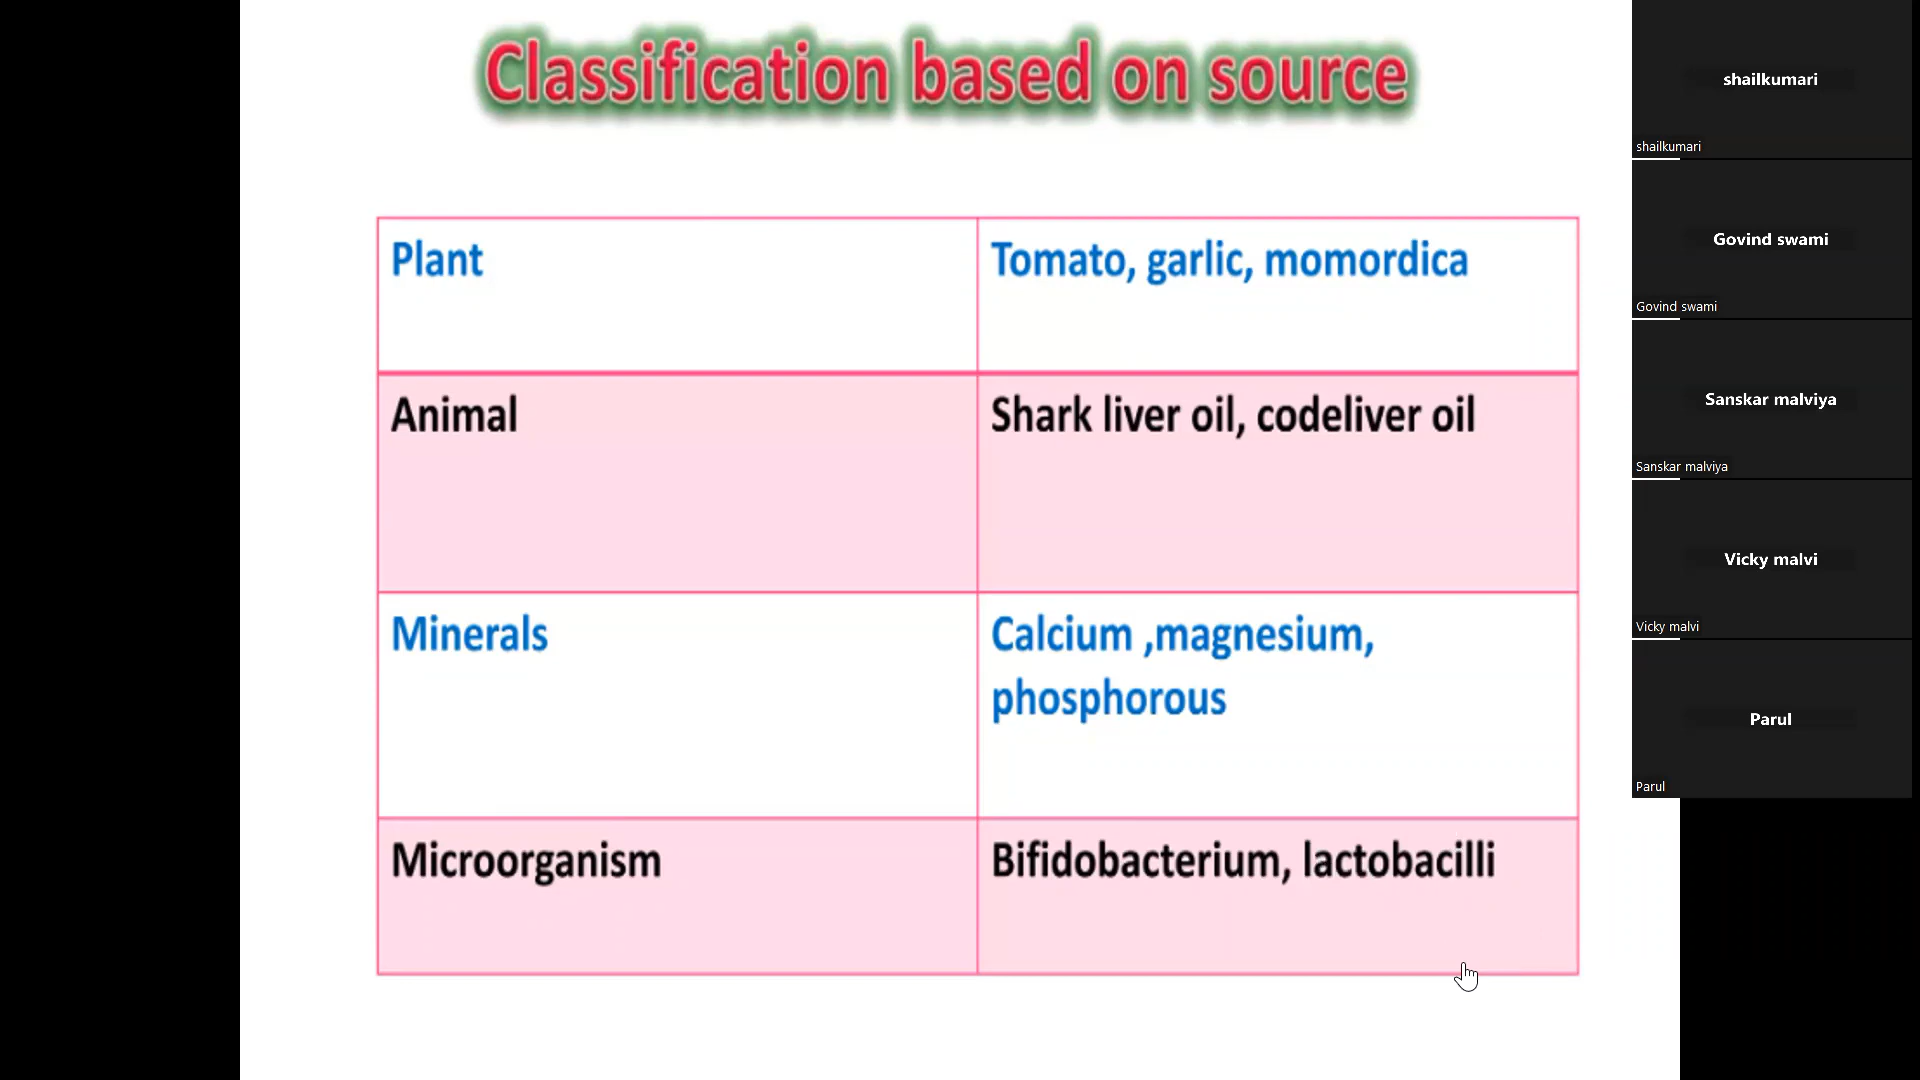 Classification based on source
Plant
Tomato, garlic, momordica
Animal
Shark liver oil, codeliver oil
Minerals
Calcium ,magnesium,
phosphorous
Microorganism
Bifidobacterium, lactobacilli
shailkumari
shailkumari
Govind swami
Govind swami
Sanskar malviya
Sanskar malviya
Vicky malvi
Vicky malvi
Parul
Parul